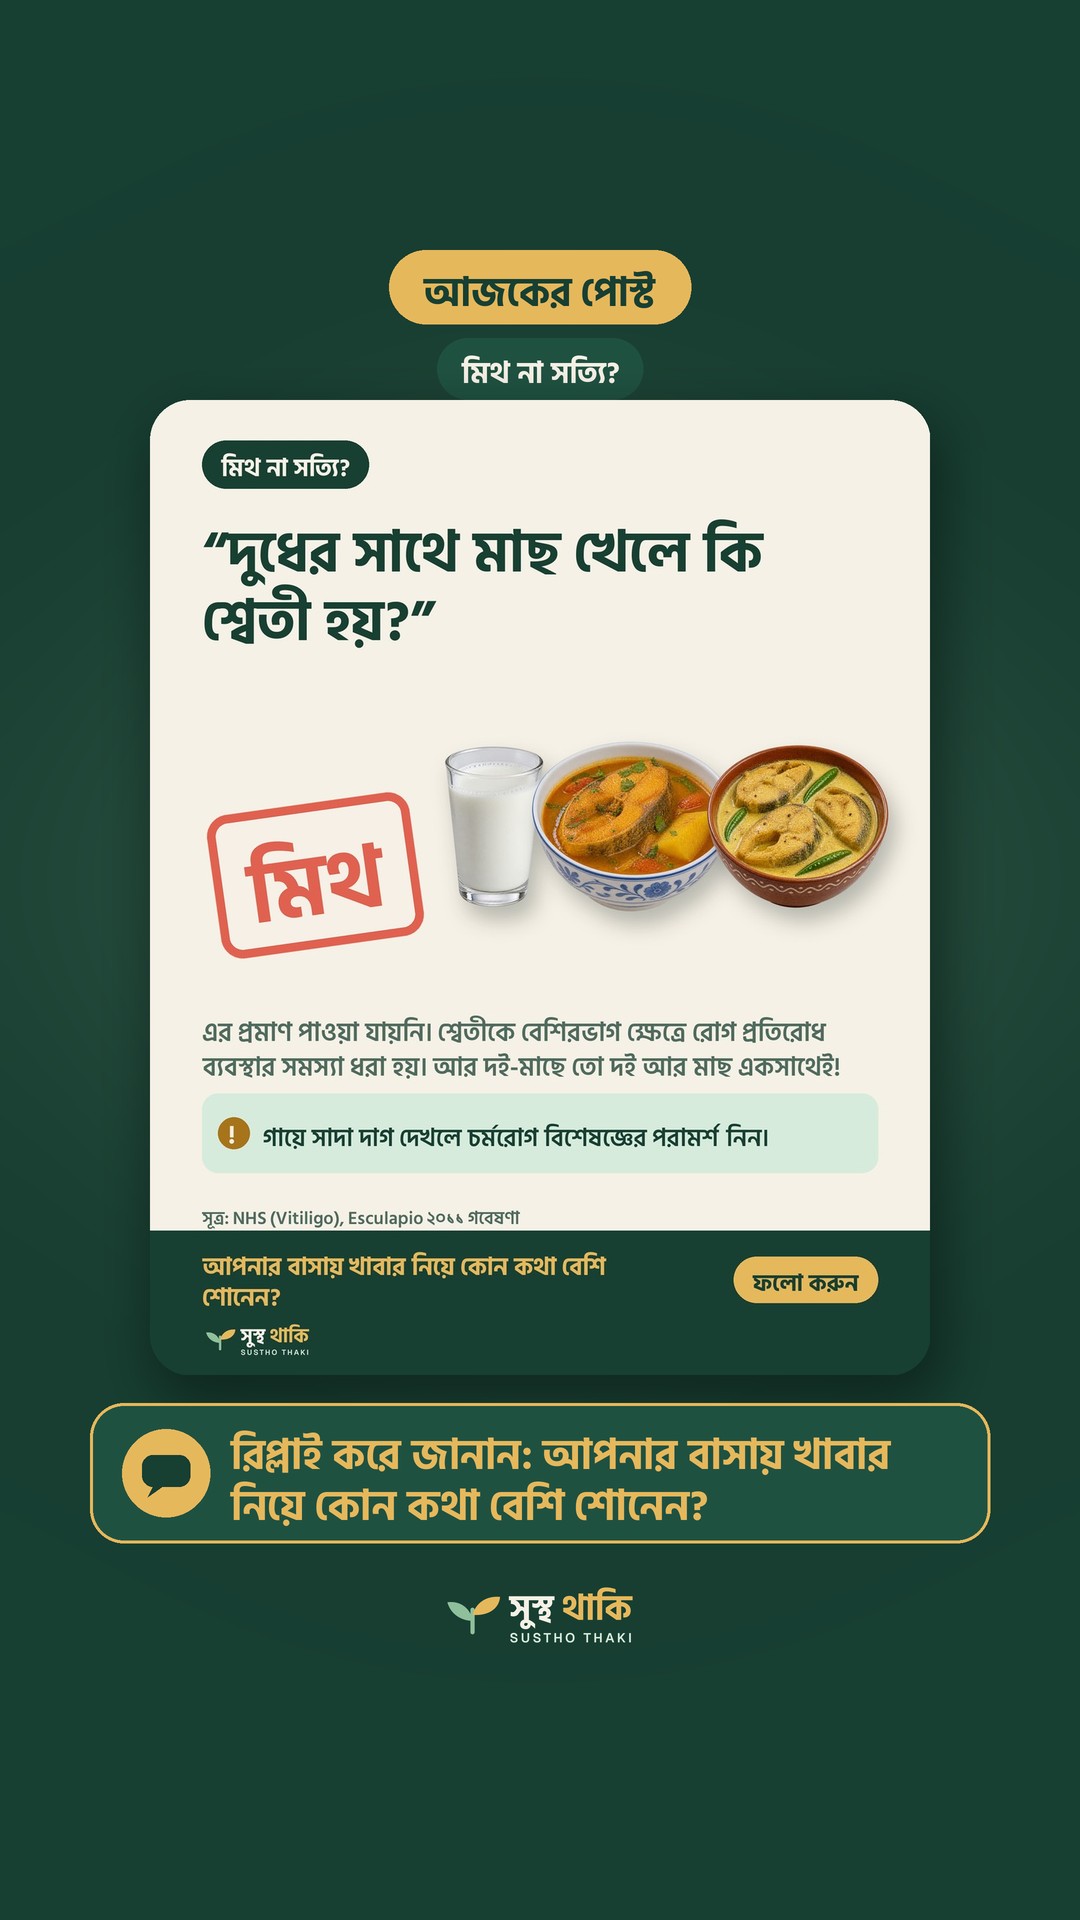 আজকের পোস্ট
মিথ না সত্যি?
মিথ না সত্যি?
“দুধের সাথে মাছ খেলে কি
শ্বেতী হয়?”
মিথ
এর প্রমাণ পাওয়া যায়নি। শ্বেতীকে বেশিরভাগ ক্ষেত্রে রোগ প্রতিরোধ
ব্যবস্থার সমস্যা ধরা হয়। আর দই-মাছে তো দই আর মাছ একসাথেই!
! গায়ে সাদা দাগ দেখলে চর্মরোগ বিশেষজ্ঞের পরামর্শ নিন।
সূত্র: NHS (Vitiligo), Esculapio ২০১১ গবেষণা
আপনার বাসায় খাবার নিয়ে কোন কথা বেশি
শোনেন?
ফলো করুন
সুস্থ থাকি
SUSTHO THAKI
রিপ্লাই করে জানান: আপনার বাসায় খাবার
নিয়ে কোন কথা বেশি শোনেন?
সুস্থ থাকি
SUSTHO THAKI